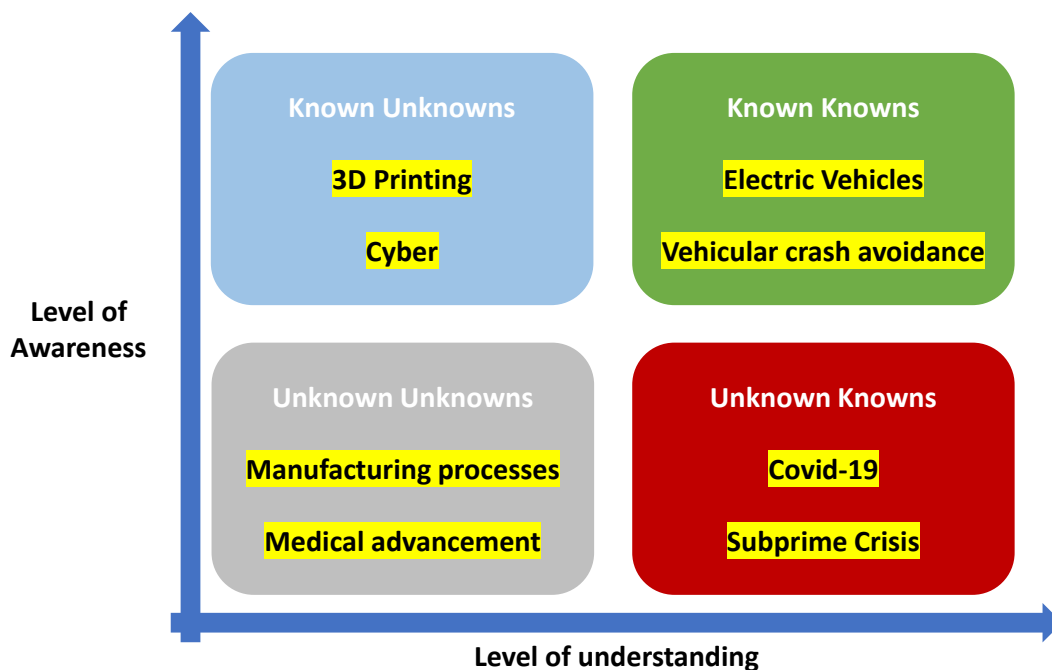 Known Unknowns
3D Printing
Cyber
Known Knowns
Electric Vehicles
Vehicular crash avoidance
Level of
Awareness
Unknown Unknowns
Manufacturing processes
Medical advancement
Unknown Knowns
Covid-19
Subprime Crisis
Level of understanding